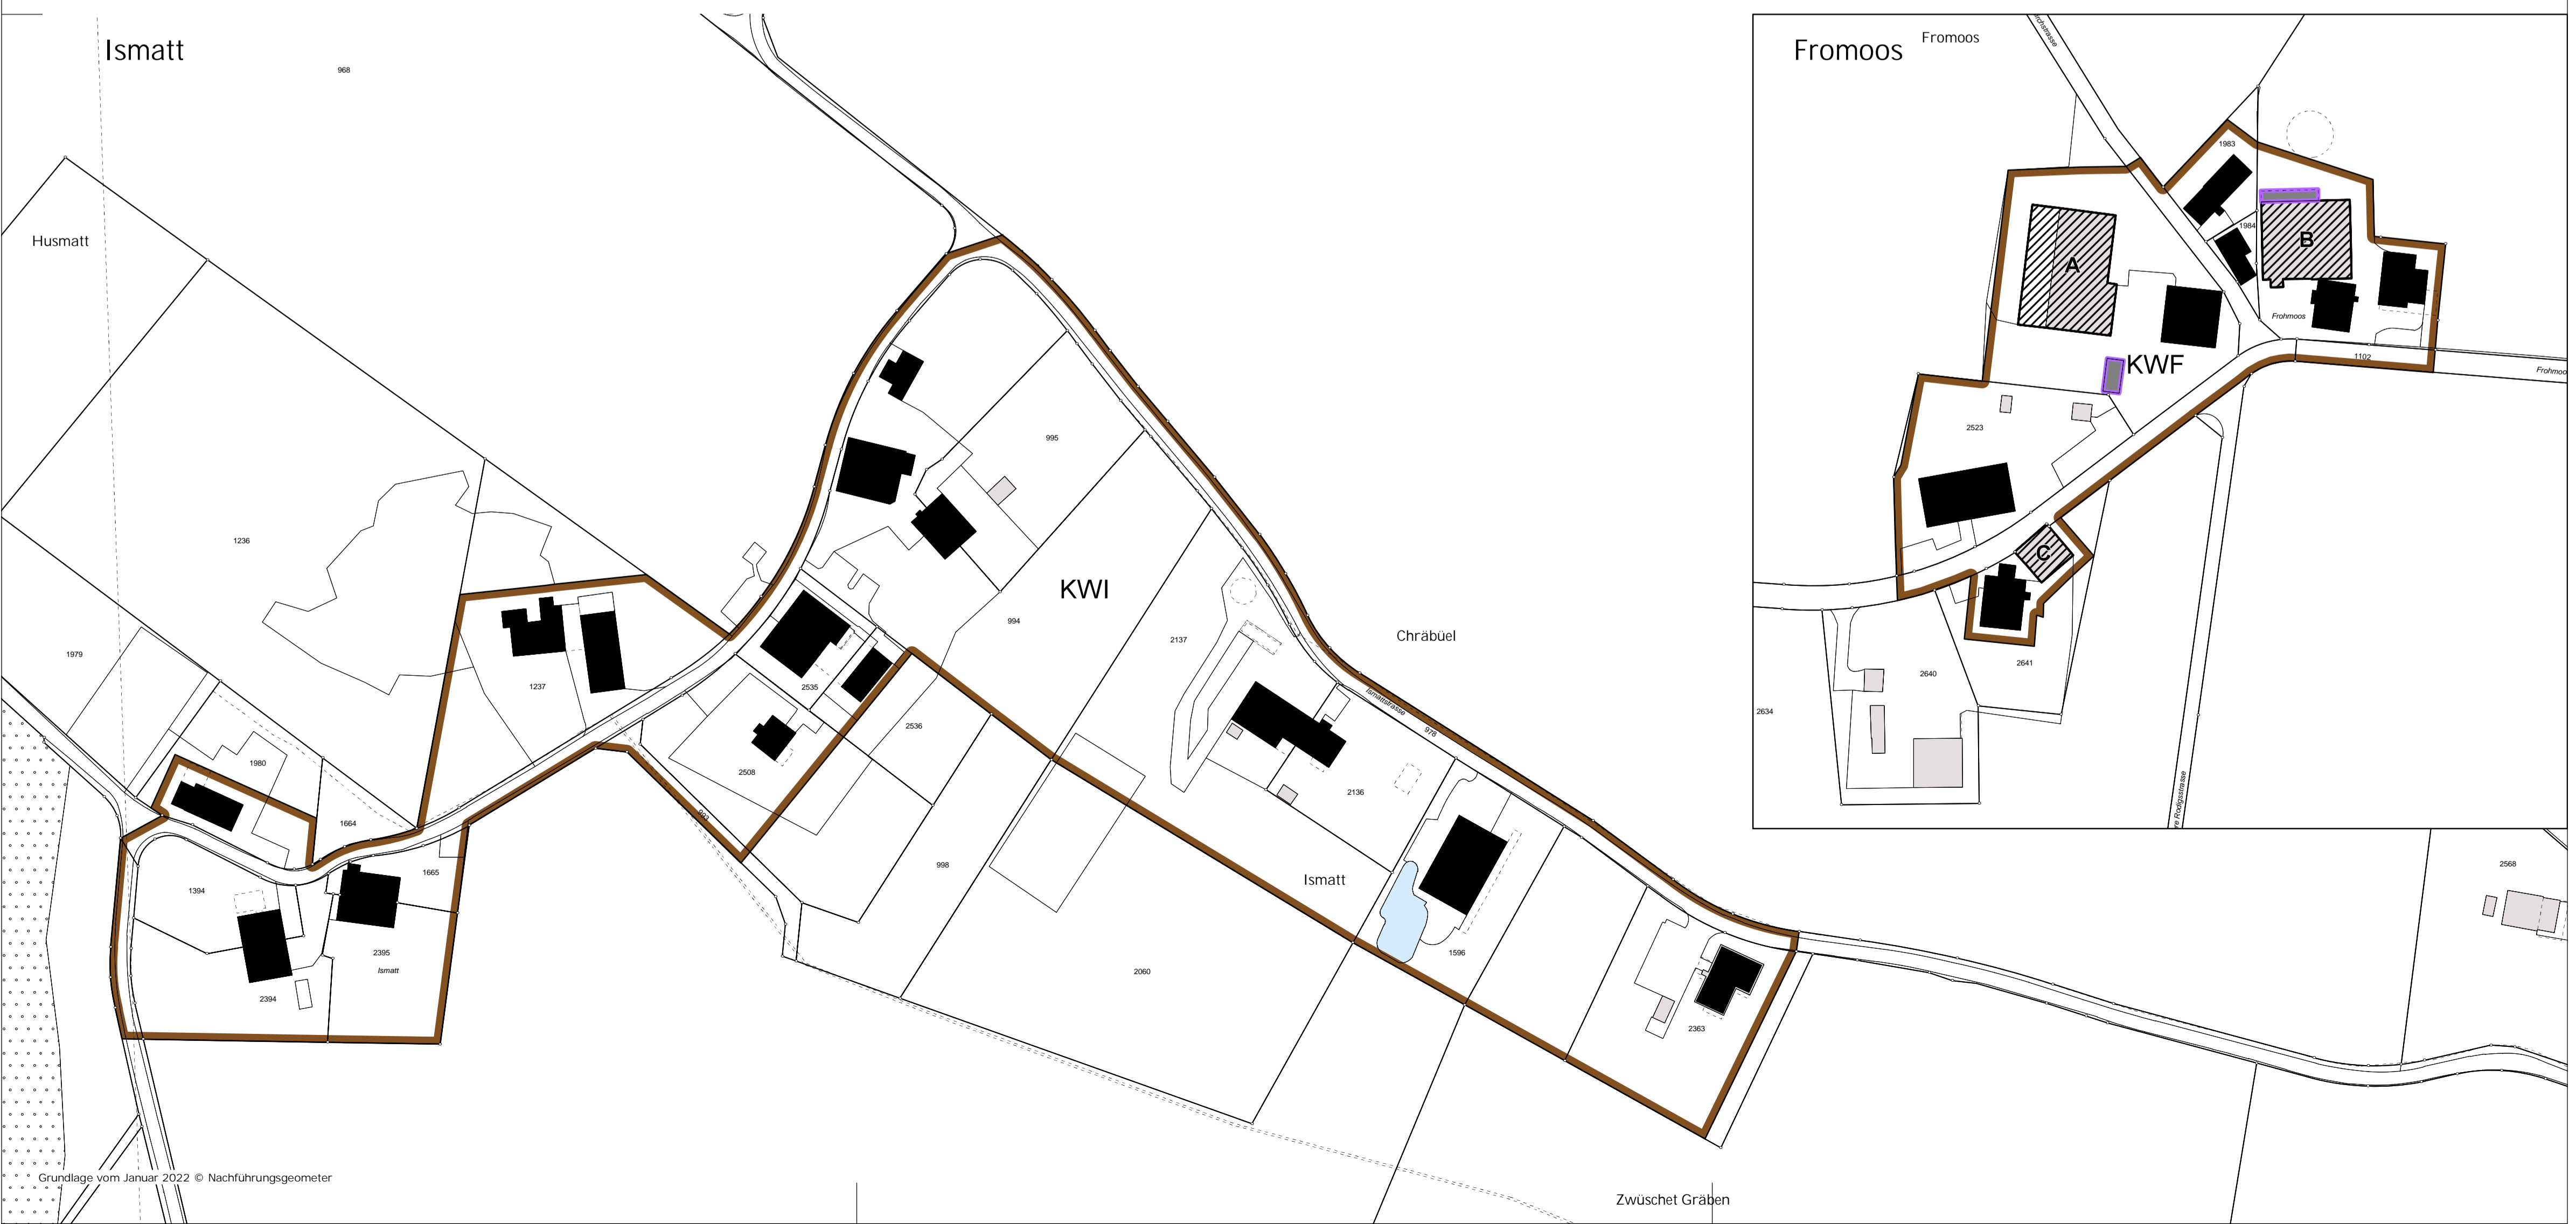 Ismatt
Fromoos
Fromoos
968
1983
1984
Husmatt
A
B
Frohmoos
1102
KWF
2523
995
1236
C
KWI
994
2137
Chräbüel
1979
1237
2535
2641
2640
2634
Ismattstrasse
978
2536
2508
1980
2136
993
1664
998
Ismatt
1665
2568
1394
2395
Ismatt
1596
2060
2394
2363
Grundlage vom Januar 2022 © Nachführungsgeometer
Zwüschet Gräben